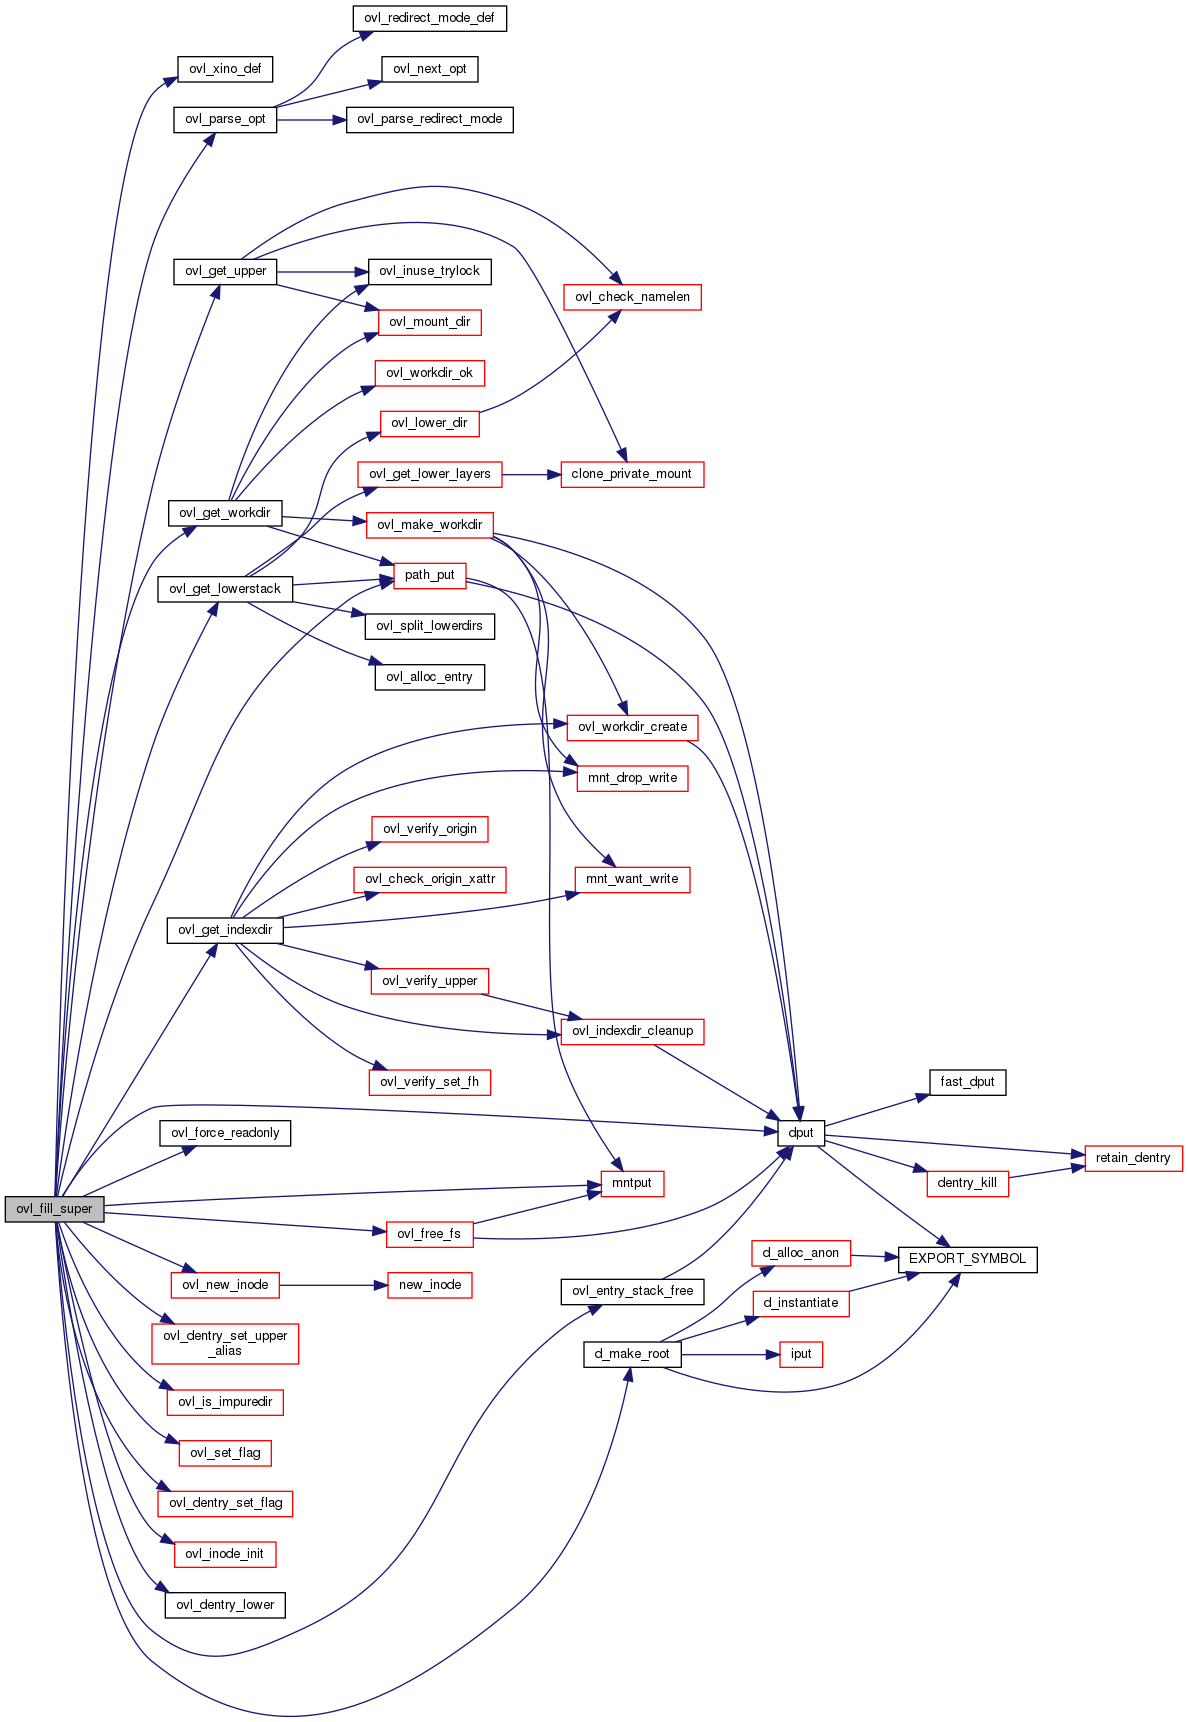 ovl_redirect_mode_def
ovl_xino_def
ovl_next_opt
ovl_parse_opt
ovl_parse_redirect_mode
ovl_get_upper
ovl_inuse_trylock
ovl_check_namelen
ovl_mount_dir
ovl_workdir_ok
ovl_lower_dir
ovl_get_lower_layers
clone_private_mount
ovl_get_workdir
ovl_make_workdir
path_put
ovl_get_lowerstack
ovl_split_lowerdirs
ovl_alloc_entry
ovl_workdir_create
mnt_drop_write
ovl_verify_origin
ovl_check_origin_xattr
mnt_want_write
ovl_get_indexdir
ovl_verify_upper
ovl_indexdir_cleanup
ovl_verify_set_fh
fast_dput
ovl_force_readonly
dput
retain_dentry
mntput
dentry_kill
ovl_fill_super
ovl_free_fs
d_alloc_anon
EXPORT_SYMBOL
ovl_new_inode
new_inode
ovl_entry_stack_free
d_instantiate
ovl_dentry_set_upper
_alias
d_make_root
iput
ovl_is_impuredir
ovl_set_flag
ovl_dentry_set_flag
ovl_inode_init
ovl_dentry_lower